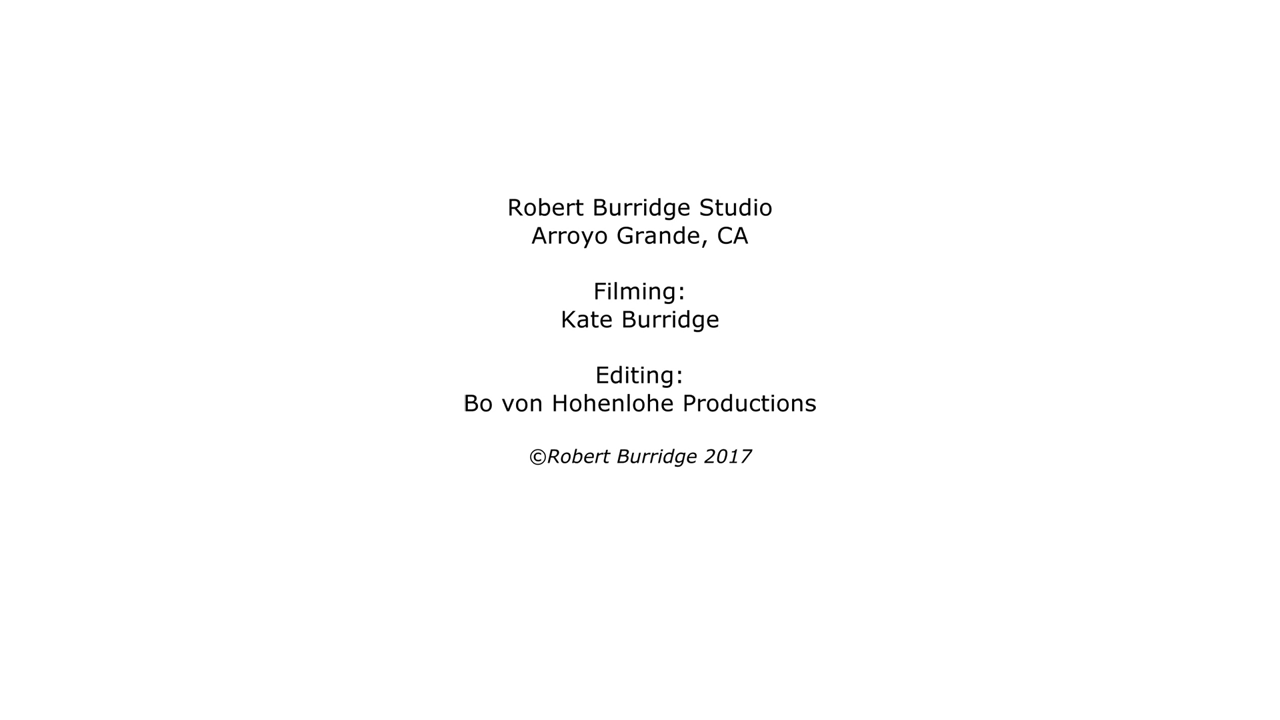 Robert Burridge Studio
Arroyo Grande, CA
Filming:
Kate Burridge
Editing:
Bo von Hohenlohe Productions
©Robert Burridge 2017